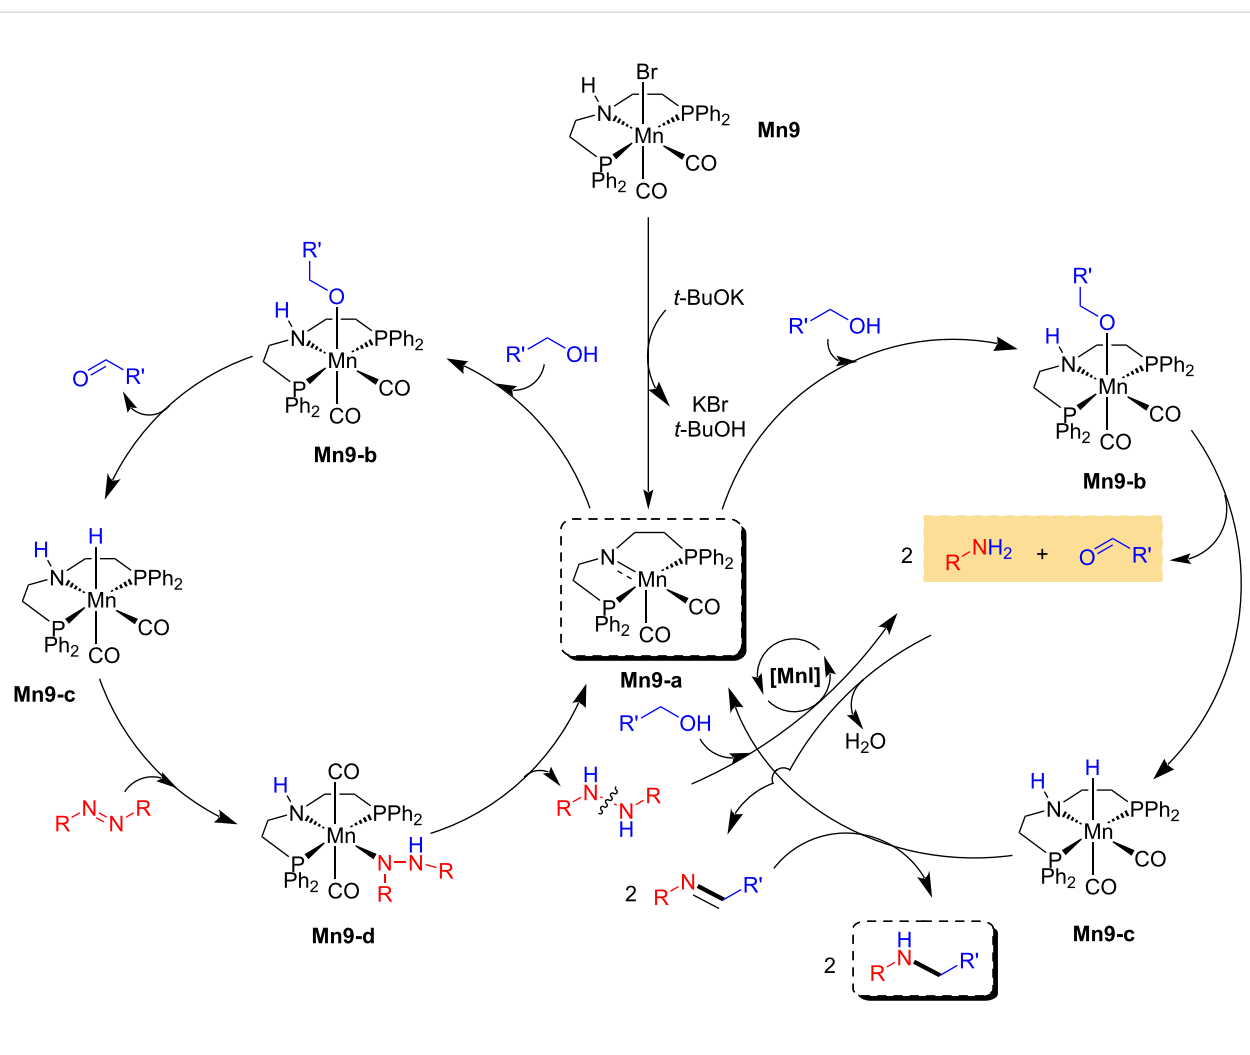 Br
H
N
PPh2
Mn
Mn9
P
CO
Ph2
CO
R'
O
H
N
PPh2
Mn
P
CO
Ph2
CO
Mn9-b
t-BuOK
KBr
t-BuOH
R'
OH
R'
OH
O
R'
R'
O
H
N
PPh2
Mn
P
CO
Ph2
CO
Mn9-b
H
H
N
PPh2
Mn
P
CO
Ph2
CO
Mn9-c
N
PPh2
Mn
P
CO
Ph2
CO
Mn9-a
2
R
NH2
+
O
R'
[MnI]
R'
OH
H2O
R
N
N
R
CO
H
N
PPh2
Mn
H
P
N
N
R
Ph2
CO
R
Mn9-d
H
R
N
N
R
H
2
R
N
R'
H
H
N
PPh2
Mn
P
CO
Ph2
CO
Mn9-c
2
H
R
N
R'